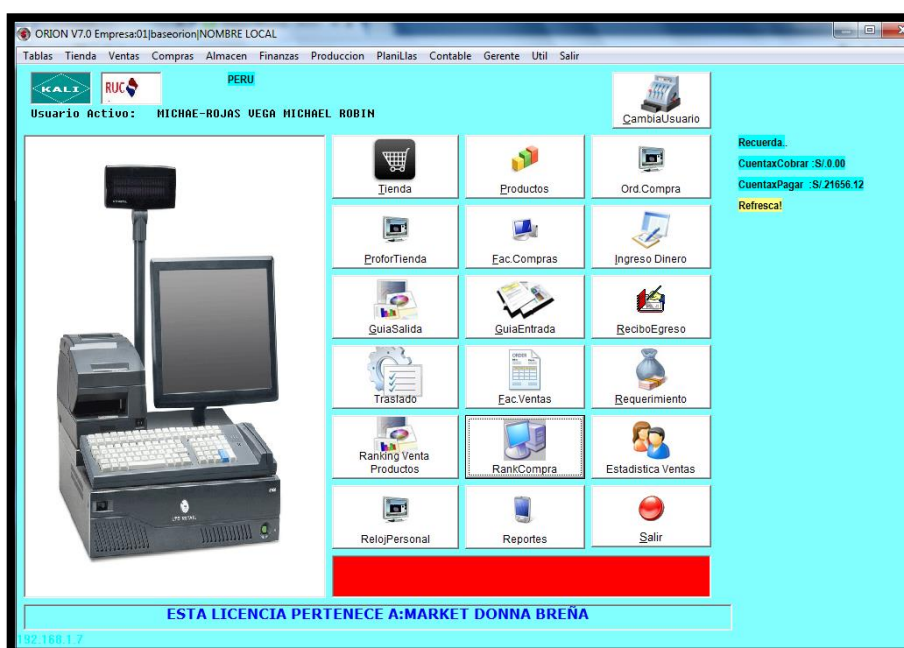 ORION V7.0 Empresa:01|baseorion|NOMBRE LOCAL
Tablas Tienda Ventas Compras Almacen Finanzas Produccion PlaniLlas Contable Gerente Util Salir
KALI RUC PERU
Usuario Activo: MICHAE-ROJAS VEGA MICHAEL ROBIN
CambiaUsuario
Recuerda..
CuentaxCobrar :S/.0.00
CuentaxPagar :S/.21656.12
Refresca!
Tienda Productos Ord.Compra
ProforTienda Fac.Compras Ingreso Dinero
GuiaSalida GuiaEntrada ReciboEgreso
Traslado Fac.Ventas Requerimiento
Ranking Venta
Productos RankCompra Estadistica Ventas
RelojPersonal Reportes Salir
ESTA LICENCIA PERTENECE A:MARKET DONNA BREÑA
192.168.1.7